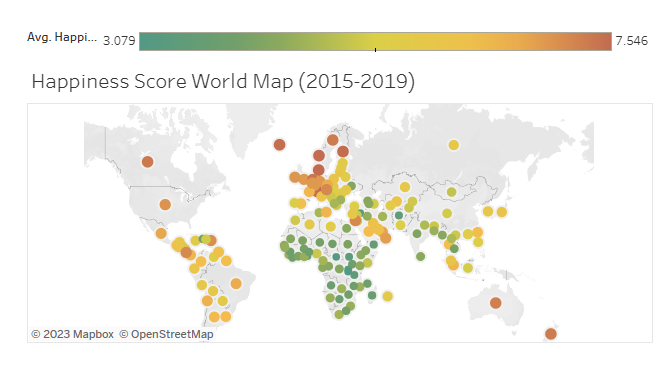 Avg. Happi... 3.079 7.546
Happiness Score World Map (2015-2019)
© 2023 Mapbox © OpenStreetMap